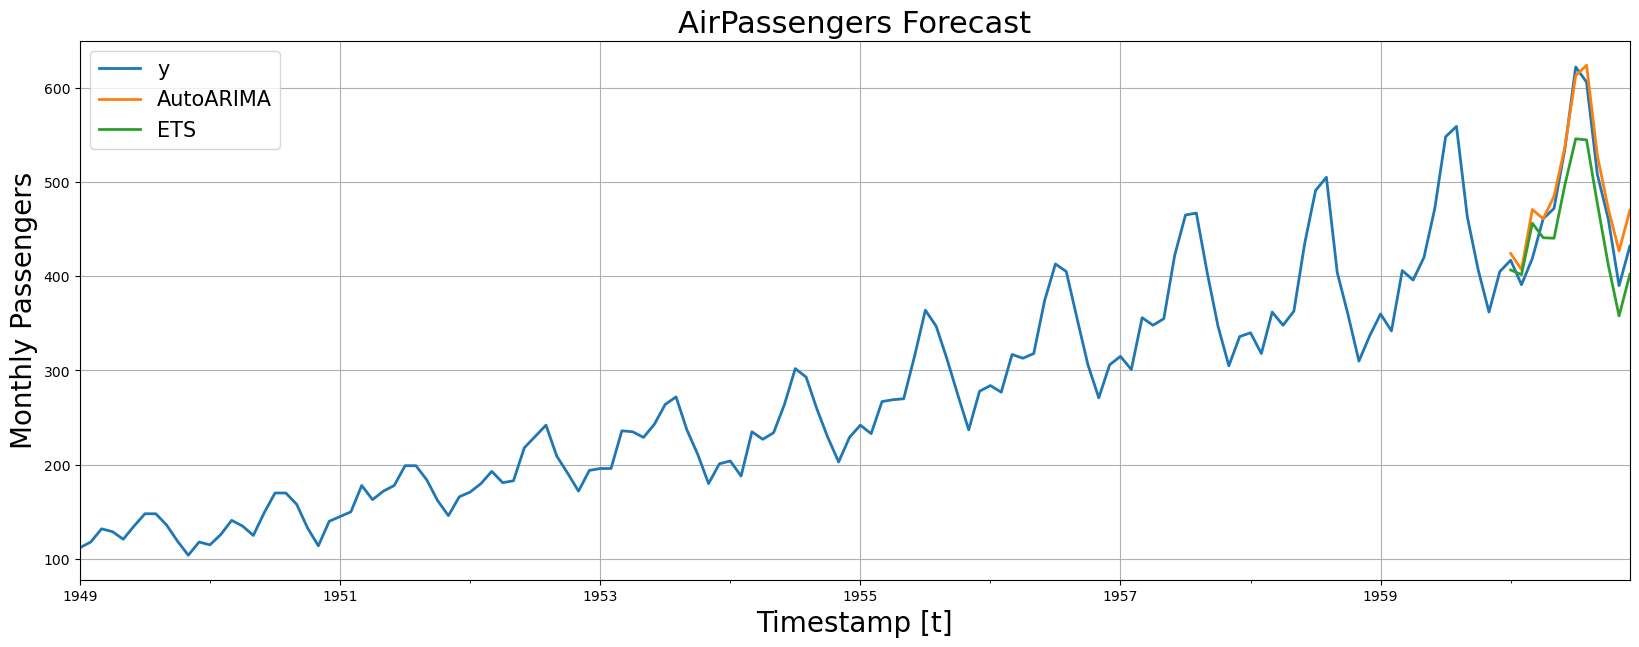 AirPassengers Forecast
y
AutoARIMA
ETS
Monthly Passengers
600
500
400
300
200
100
1949
1951
1953
1955
1957
1959
Timestamp [t]